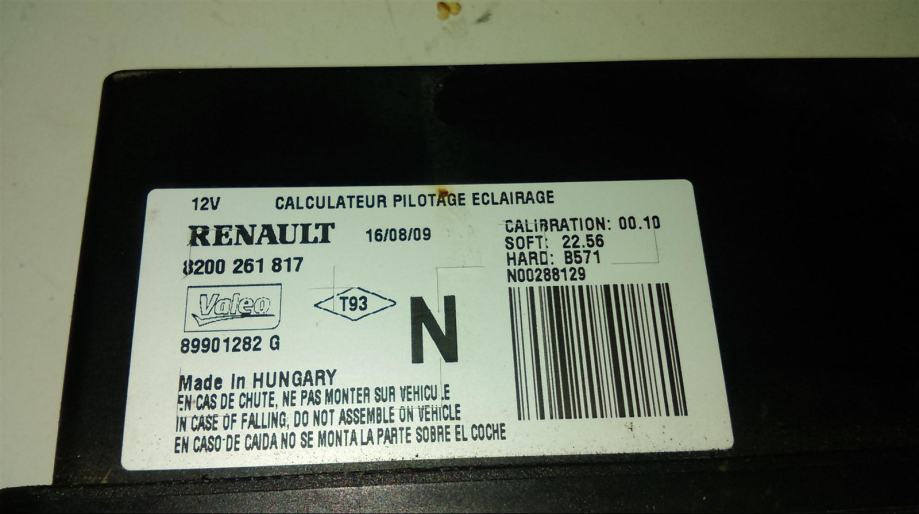 12V CALCULATEUR PILOTAGE ECLAIRAGE
RENAULT 16/08/09
8200 261 817
CALIBRATION: 00.10
SOFT: 22.56
HARD: B571
N00288129
Valeo
T93
N
89901282 G
Made In HUNGARY
EN CAS DE CHUTE, NE PAS MONTER SUR VEHICULE
IN CASE OF FALLING, DO NOT ASSEMBLE ON VEHICLE
EN CASO DE CAIDA NO SE MONTA LA PARTE SOBRE EL COCHE